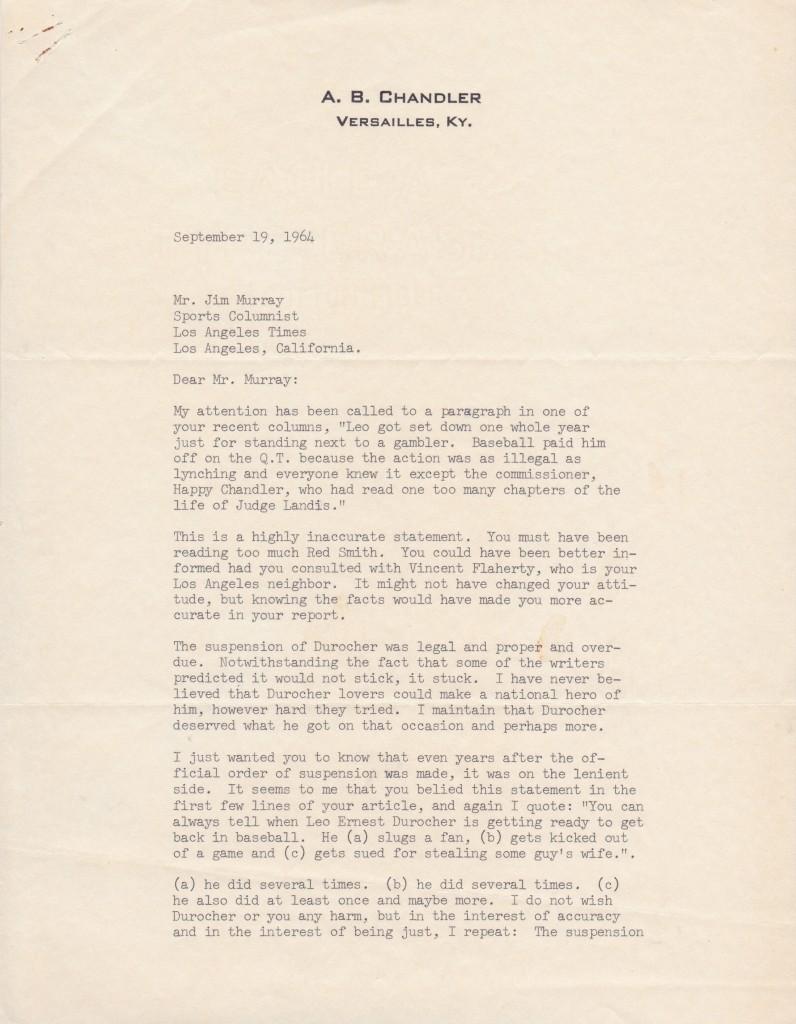 A. B. CHANDLER
VERSAILLES, KY.
September 19, 1964
Mr. Jim Murray
Sports Columnist
Los Angeles Times
Los Angeles, California.
Dear Mr. Murray:
My attention has been called to a paragraph in one of
your recent columns, "Leo got set down one whole year
just for standing next to a gambler.  Baseball paid him
off on the Q.T. because the action was as illegal as
lynching and everyone knew it except the commissioner,
Happy Chandler, who had read one too many chapters of the
life of Judge Landis."
This is a highly inaccurate statement.  You must have been
reading too much Red Smith.  You could have been better in-
formed had you consulted with Vincent Flaherty, who is your
Los Angeles neighbor.  It might not have changed your atti-
tude, but knowing the facts would have made you more ac-
curate in your report.
The suspension of Durocher was legal and proper and over-
due.  Notwithstanding the fact that some of the writers
predicted it would not stick, it stuck.  I have never be-
lieved that Durocher lovers could make a national hero of
him, however hard they tried.  I maintain that Durocher
deserved what he got on that occasion and perhaps more.
I just wanted you to know that even years after the of-
ficial order of suspension was made, it was on the lenient
side.  It seems to me that you belied this statement in the
first few lines of your article, and again I quote: "You can
always tell when Leo Ernest Durocher is getting ready to get
back in baseball.  He (a) slugs a fan, (b) gets kicked out
of a game and (c) gets sued for stealing some guy's wife.".
(a) he did several times.  (b) he did several times.  (c)
he also did at least once and maybe more.  I do not wish
Durocher or you any harm, but in the interest of accuracy
and in the interest of being just, I repeat:  The suspension